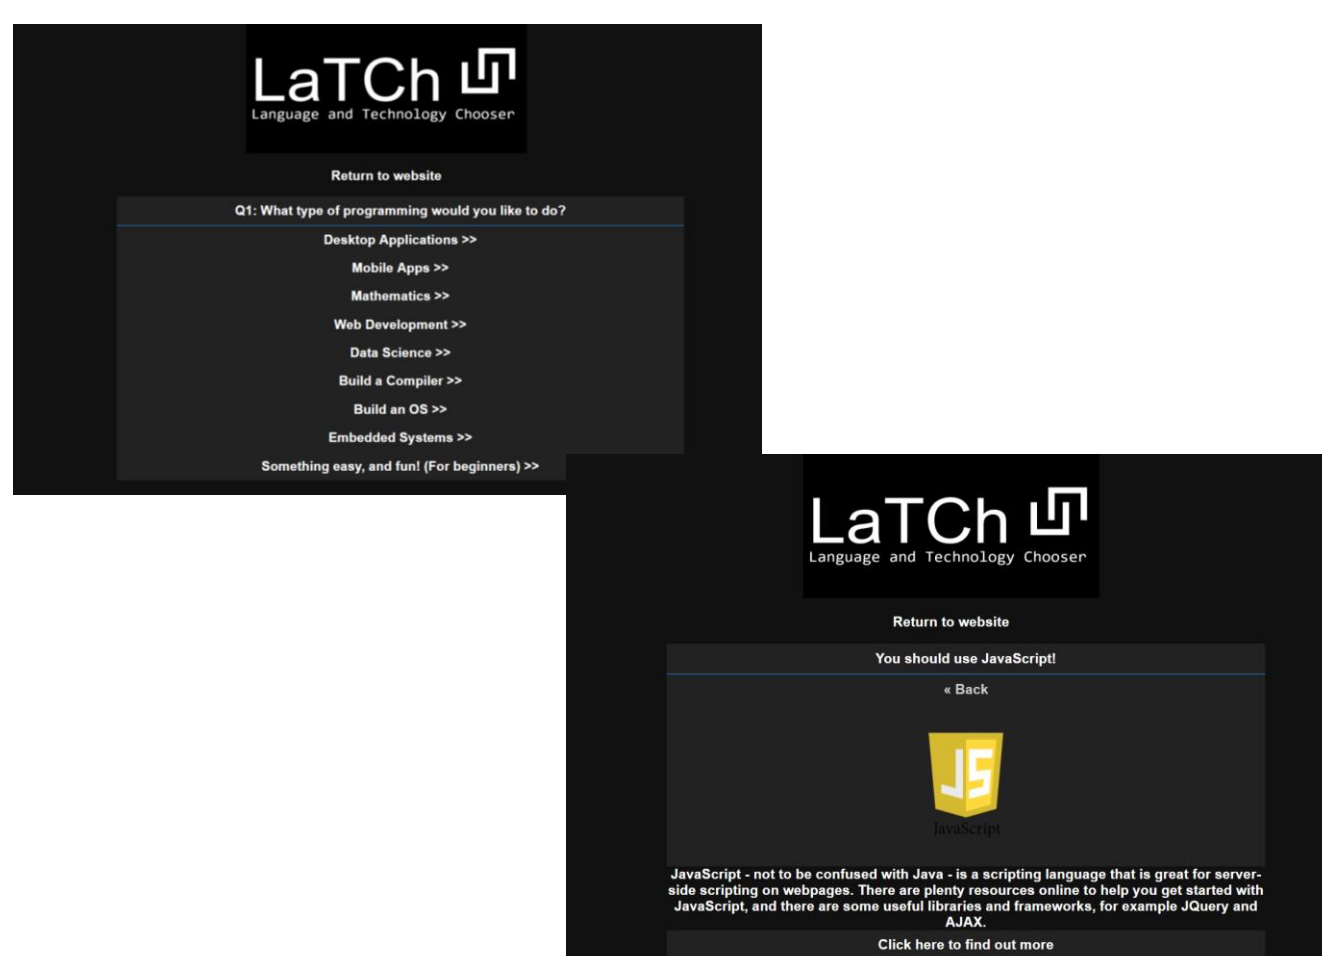 LaTCh
Language and Technology Chooser
Return to website
Q1: What type of programming would you like to do?
Desktop Applications >>
Mobile Apps >>
Mathematics >>
Web Development >>
Data Science >>
Build a Compiler >>
Build an OS >>
Embedded Systems >>
Something easy, and fun! (For beginners) >>
LaTCh
Language and Technology Chooser
Return to website
You should use JavaScript!
« Back
JS
JavaScript
JavaScript - not to be confused with Java - is a scripting language that is great for server-
side scripting on webpages. There are plenty resources online to help you get started with
JavaScript, and there are some useful libraries and frameworks, for example JQuery and
AJAX.
Click here to find out more